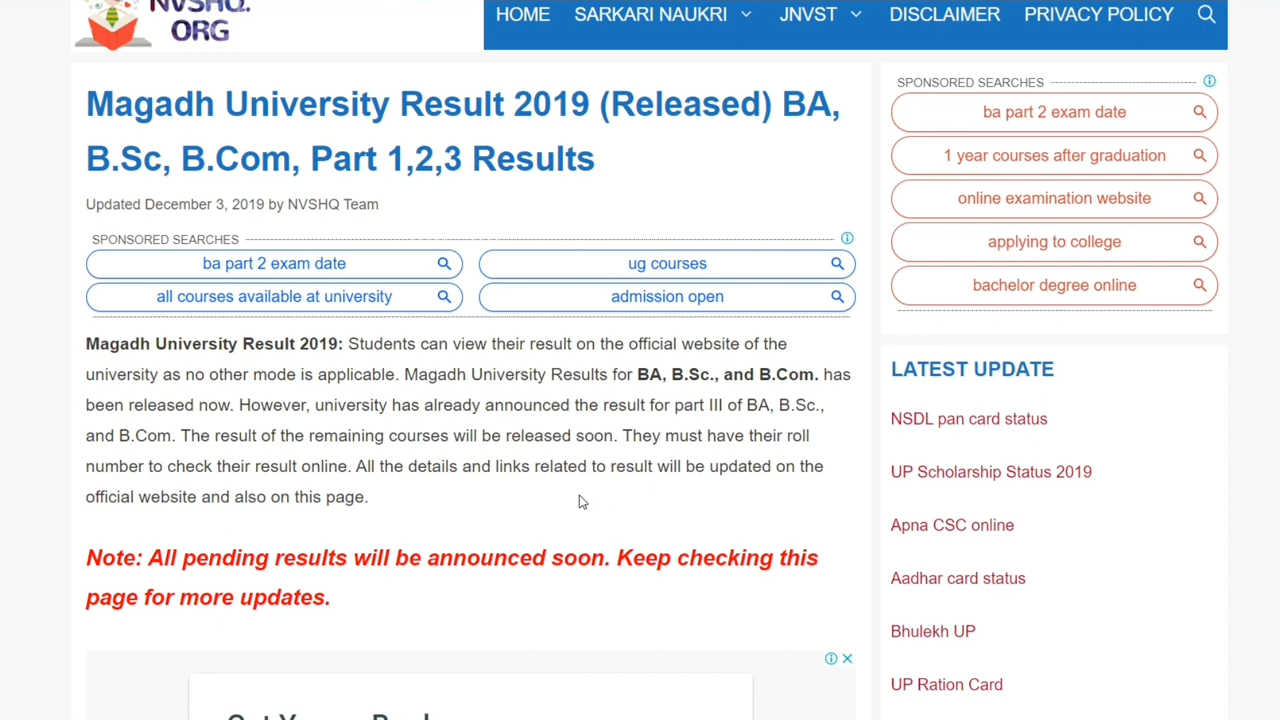 NVSHQ.
ORG
HOME SARKARI NAUKRI JNVST DISCLAIMER PRIVACY POLICY
Magadh University Result 2019 (Released) BA,
B.Sc, B.Com, Part 1,2,3 Results
Updated December 3, 2019 by NVSHQ Team
SPONSORED SEARCHES
ba part 2 exam date
ug courses
all courses available at university
admission open
Magadh University Result 2019: Students can view their result on the official website of the
university as no other mode is applicable. Magadh University Results for BA, B.Sc., and B.Com. has
been released now. However, university has already announced the result for part III of BA, B.Sc.,
and B.Com. The result of the remaining courses will be released soon. They must have their roll
number to check their result online. All the details and links related to result will be updated on the
official website and also on this page.
Note: All pending results will be announced soon. Keep checking this
page for more updates.
SPONSORED SEARCHES
ba part 2 exam date
1 year courses after graduation
online examination website
applying to college
bachelor degree online
LATEST UPDATE
NSDL pan card status
UP Scholarship Status 2019
Apna CSC online
Aadhar card status
Bhulekh UP
UP Ration Card